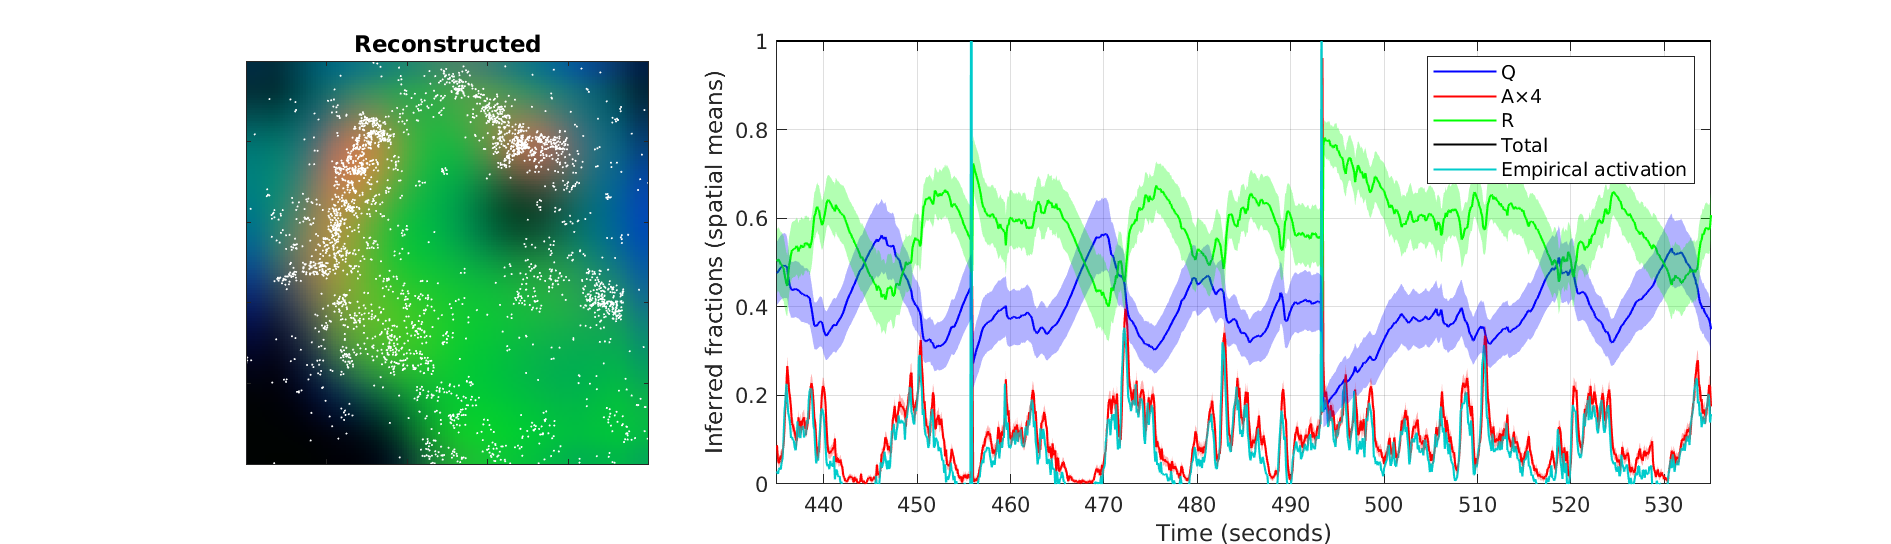 Reconstructed
Inferred fractions (spatial means)
1
0.8
0.6
0.4
0.2
0
440 450 460 470 480 490 500 510 520 530
Time (seconds)
Q
A×4
R
Total
Empirical activation